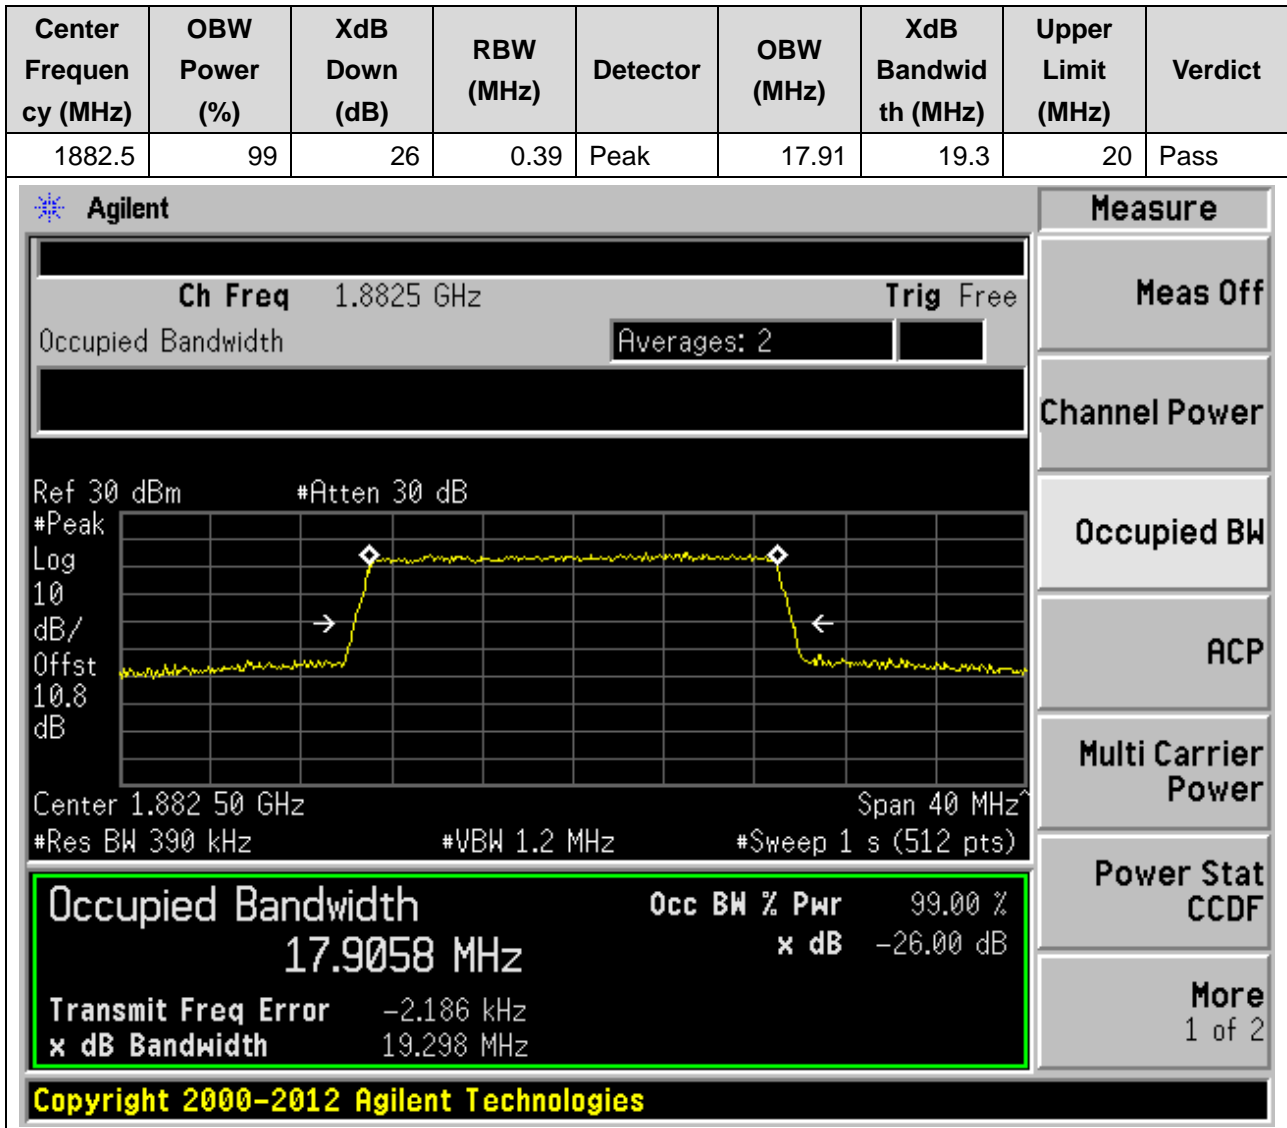 Center Frequen cy (MHz) OBW Power (%) XdB Down (dB) RBW (MHz) Detector OBW (MHz) XdB Bandwid th (MHz) Upper Limit (MHz) Verdict
1882.5 99 26 0.39 Peak 17.91 19.3 20 Pass
Agilent
Measure
Ch Freq 1.8825 GHz Trig Free
Meas Off
Occupied Bandwidth Averages: 2
Channel Power
Ref 30 dBm #Atten 30 dB
#Peak
Log
10
dB/
Offst
10.8
dB
Occupied BW
ACP
Multi Carrier
Power
Center 1.882 50 GHz Span 40 MHz^
#Res BW 390 kHz #VBW 1.2 MHz #Sweep 1 s (512 pts)
Power Stat
CCDF
Occupied Bandwidth Occ BW % Pwr 99.00 %
17.9058 MHz x dB -26.00 dB
Transmit Freq Error -2.186 kHz
x dB Bandwidth 19.298 MHz
More
1 of 2
Copyright 2000-2012 Agilent Technologies